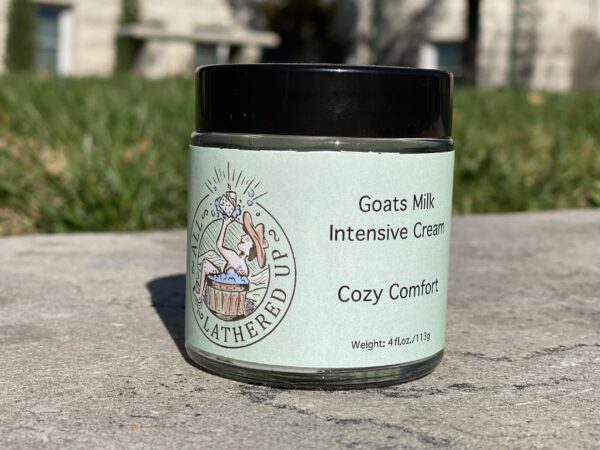 Goats Milk
Intensive Cream
Cozy Comfort
Weight: 4 fl.oz./113g
ALL LATHERED UP